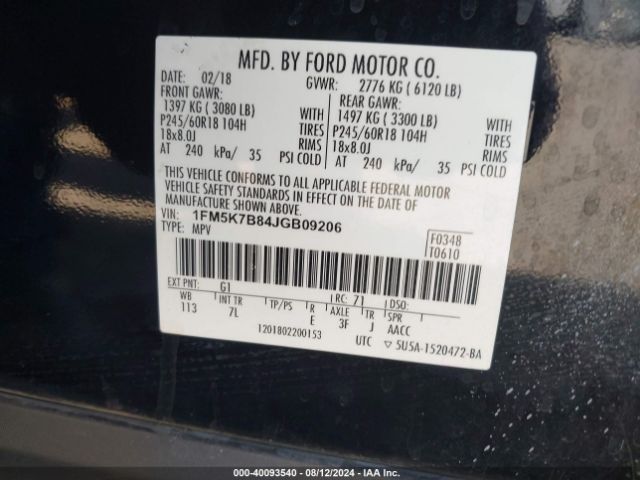 MFD. BY FORD MOTOR CO.
DATE: 02/18 GVWR: 2776 KG ( 6120 LB)
FRONT GAWR: REAR GAWR:
1397 KG ( 3080 LB) WITH 1497 KG ( 3300 LB) WITH
P245/60R18 104H TIRES P245/60R18 104H TIRES
18x8.0J RIMS 18x8.0J RIMS
AT 240 kPa/ 35 PSI COLD AT 240 kPa/ 35 PSI COLD
THIS VEHICLE CONFORMS TO ALL APPLICABLE FEDERAL MOTOR
VEHICLE SAFETY STANDARDS IN EFFECT ON THE DATE OF
MANUFACTURE SHOWN ABOVE.
VIN: 1FM5K7B84JGB09206
TYPE: MPV
F0348
T0610
EXT PNT: G1 RC: 71 DSO:
WB INT TR TP/PS R AXLE TR SPR
113 7L E 3F J AACC
1201802200153 UTC ▽ 5U5A-1520472-BA
000-40093540 - 08/12/2024 - IAA Inc.